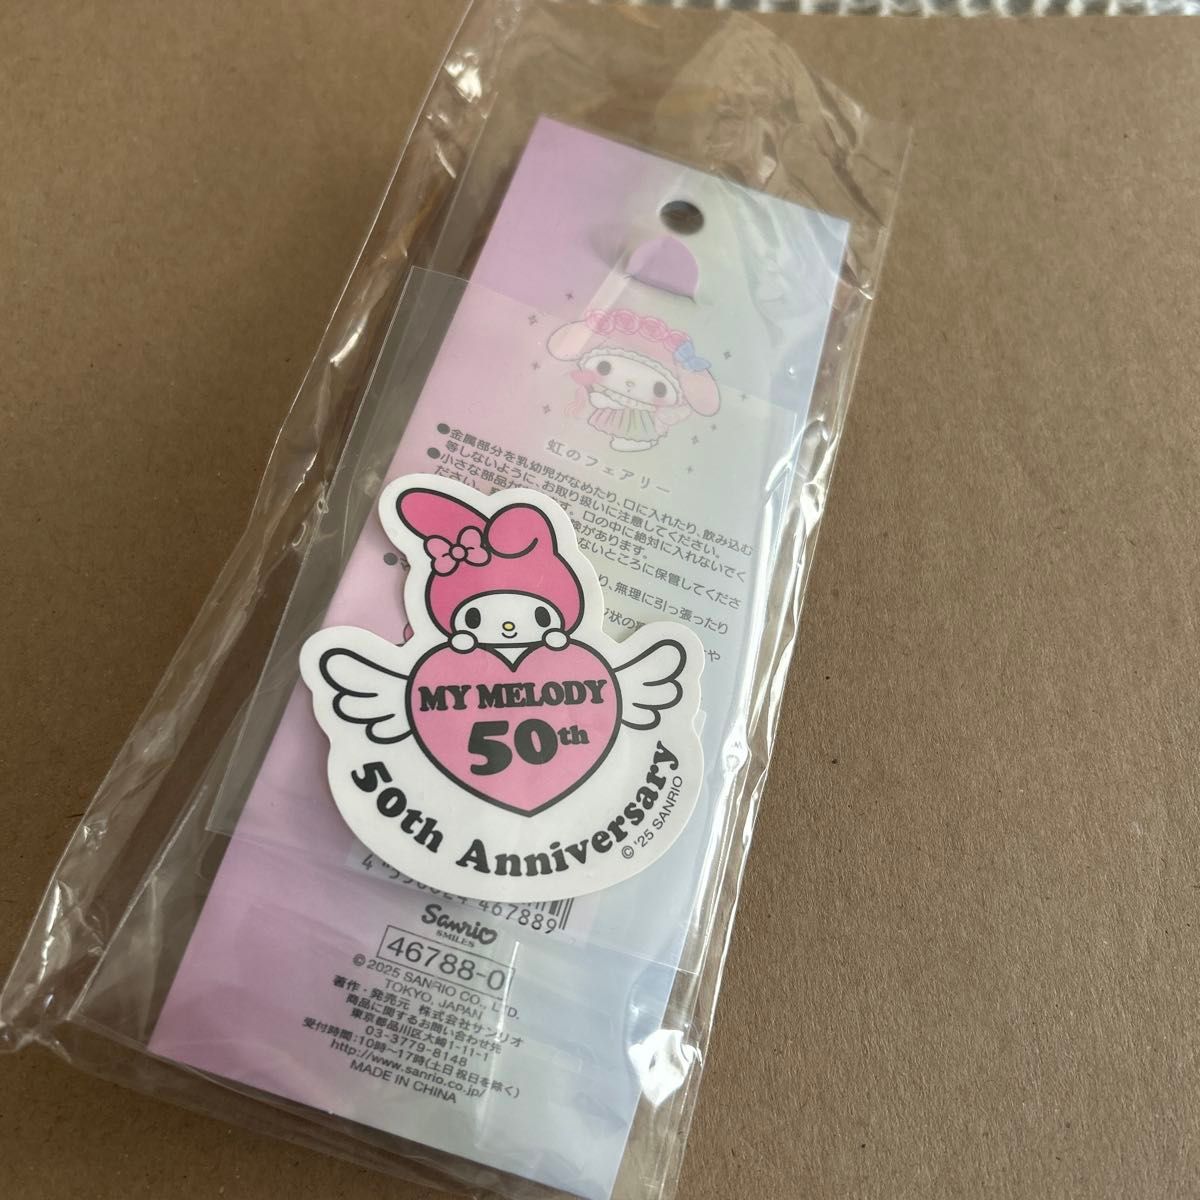 虹のフェアリー
●金属部分を乳幼児がなめたり、口に入れたり、飲み込む
等しないように、お取り扱いに注意してください。
●小さな部品が
す。口の中に絶対に入れないでく
ださい。
険があります。
ないところに保管してくださ
り、無理に引っ張ったり
MY MELODY
50th
50th Anniversary
© '25 SANRIO
467889
Sanrio
SMILES
46788-0
© 2025 SANRIO CO., LTD.
TOKYO, JAPAN
著作・発売元 株式会社サンリオ
商品に関するお問い合わせ先
東京都品川区大崎1-11-1
03-3779-8148
受付時間:10時～17時(土日祝日を除く)
http://www.sanrio.co.jp/
MADE IN CHINA